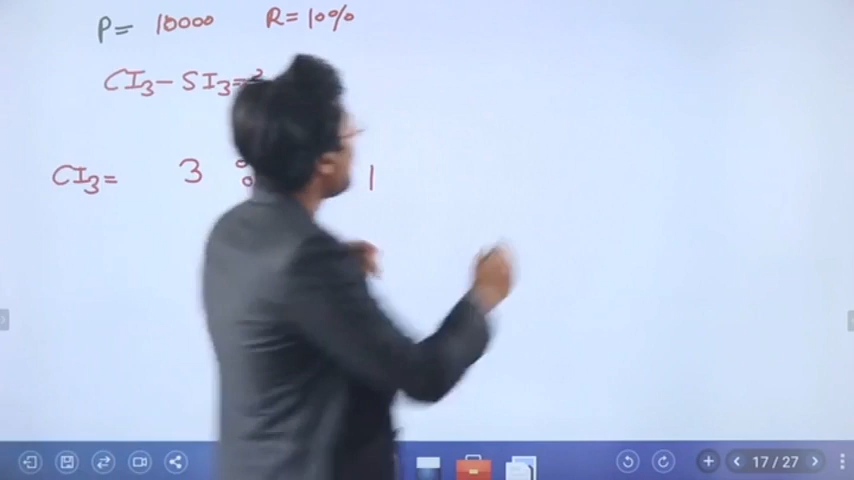 P= 10000 R= 10%
CI3 - SI3=
CI3= 3 1
17 / 27